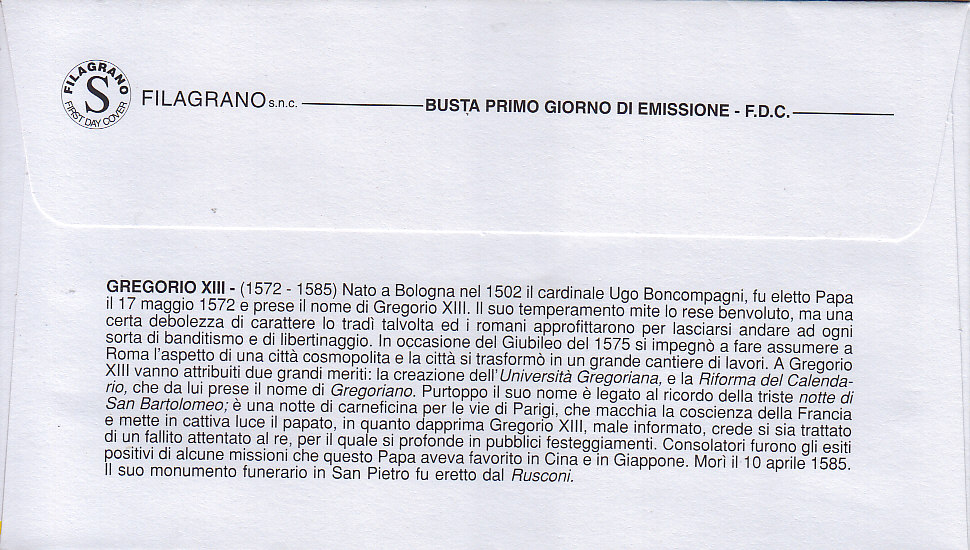 FILAGRANO
S
FIRST DAY COVER
FILAGRANO s.n.c. BUSTA PRIMO GIORNO DI EMISSIONE - F.D.C.
GREGORIO XIII - (1572 - 1585) Nato a Bologna nel 1502 il cardinale Ugo Boncompagni, fu eletto Papa
il 17 maggio 1572 e prese il nome di Gregorio XIII. Il suo temperamento mite lo rese benvoluto, ma una
certa debolezza di carattere lo tradì talvolta ed i romani approfittarono per lasciarsi andare ad ogni
sorta di banditismo e di libertinaggio. In occasione del Giubileo del 1575 si impegnò a fare assumere a
Roma l'aspetto di una città cosmopolita e la città si trasformò in un grande cantiere di lavori. A Gregorio
XIII vanno attribuiti due grandi meriti: la creazione dell'Università Gregoriana, e la Riforma del Calenda-
rio, che da lui prese il nome di Gregoriano. Purtoppo il suo nome è legato al ricordo della triste notte di
San Bartolomeo; è una notte di carneficina per le vie di Parigi, che macchia la coscienza della Francia
e mette in cattiva luce il papato, in quanto dapprima Gregorio XIII, male informato, crede si sia trattato
di un fallito attentato al re, per il quale si profonde in pubblici festeggiamenti. Consolatori furono gli esiti
positivi di alcune missioni che questo Papa aveva favorito in Cina e in Giappone. Morì il 10 aprile 1585.
Il suo monumento funerario in San Pietro fu eretto dal Rusconi.